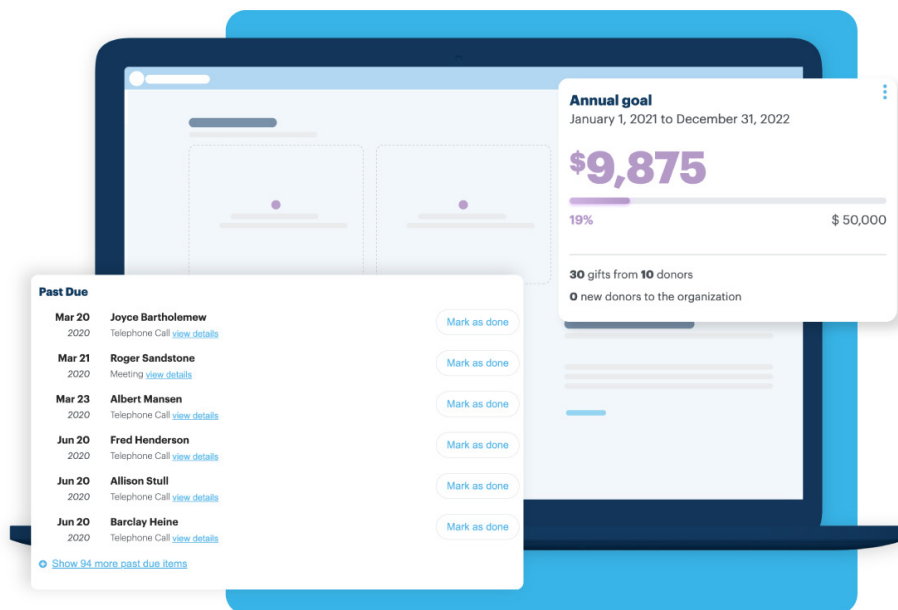 Annual goal
January 1, 2021 to December 31, 2022
$9,875
19% $ 50,000
30 gifts from 10 donors
0 new donors to the organization
Past Due
Mar 20 Joyce Bartholemew
2020 Telephone Call view details
Mark as done
Mar 21 Roger Sandstone
2020 Meeting view details
Mark as done
Mar 23 Albert Mansen
2020 Telephone Call view details
Mark as done
Jun 20 Fred Henderson
2020 Telephone Call view details
Mark as done
Jun 20 Allison Stull
2020 Telephone Call view details
Mark as done
Jun 20 Barclay Heine
2020 Telephone Call view details
Mark as done
Show 94 more past due items